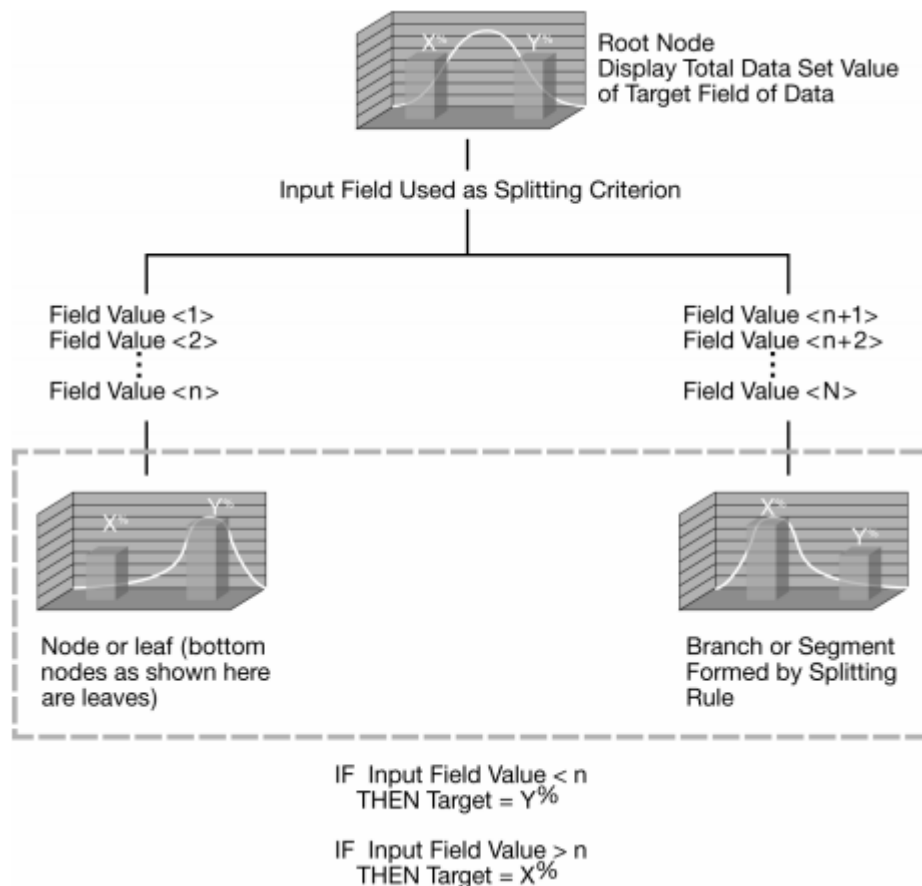 X%
Y%
Root Node
Display Total Data Set Value
of Target Field of Data
Input Field Used as Splitting Criterion
Field Value <1>
Field Value <2>
Field Value <n>
Field Value <n+1>
Field Value <n+2>
Field Value <N>
X%
Y%
Node or leaf (bottom
nodes as shown here
are leaves)
X%
Y%
Branch or Segment
Formed by Splitting
Rule
IF Input Field Value < n
THEN Target = Y%
IF Input Field Value > n
THEN Target = X%